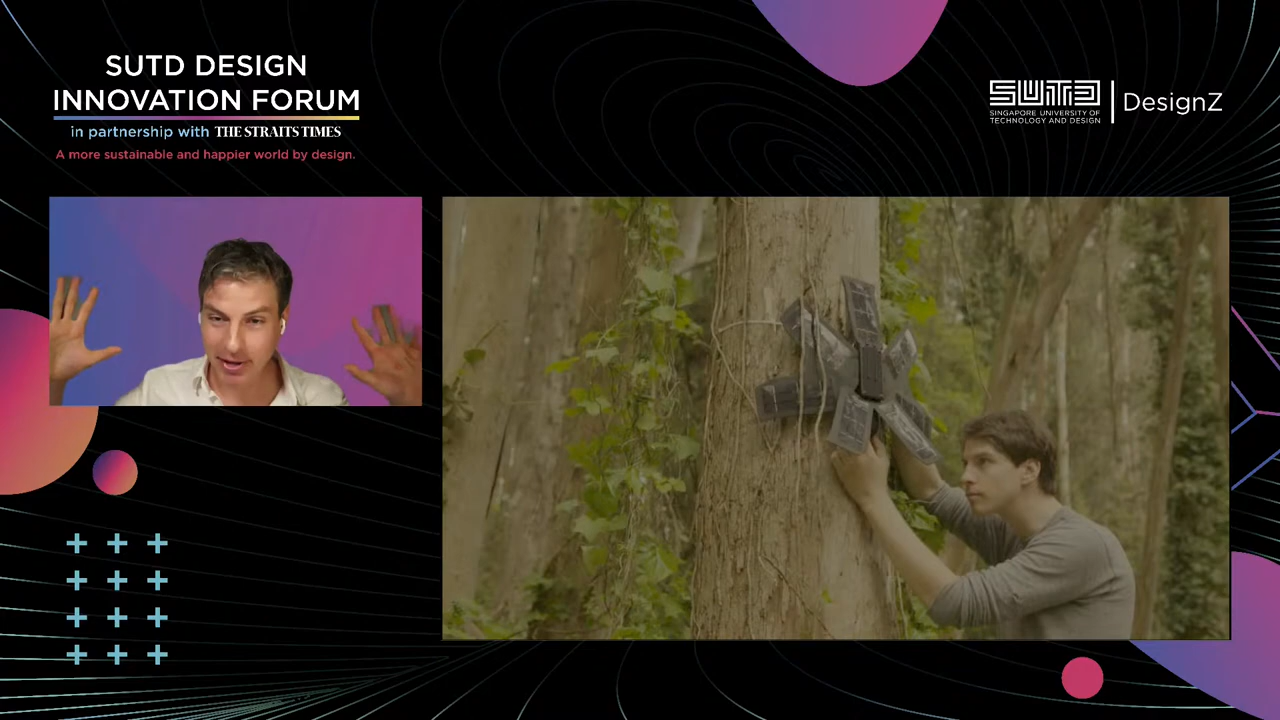 SUTD DESIGN
INNOVATION FORUM
in partnership with THE STRAITS TIMES
A more sustainable and happier world by design.
SUTD
SINGAPORE UNIVERSITY OF
TECHNOLOGY AND DESIGN
DesignZ